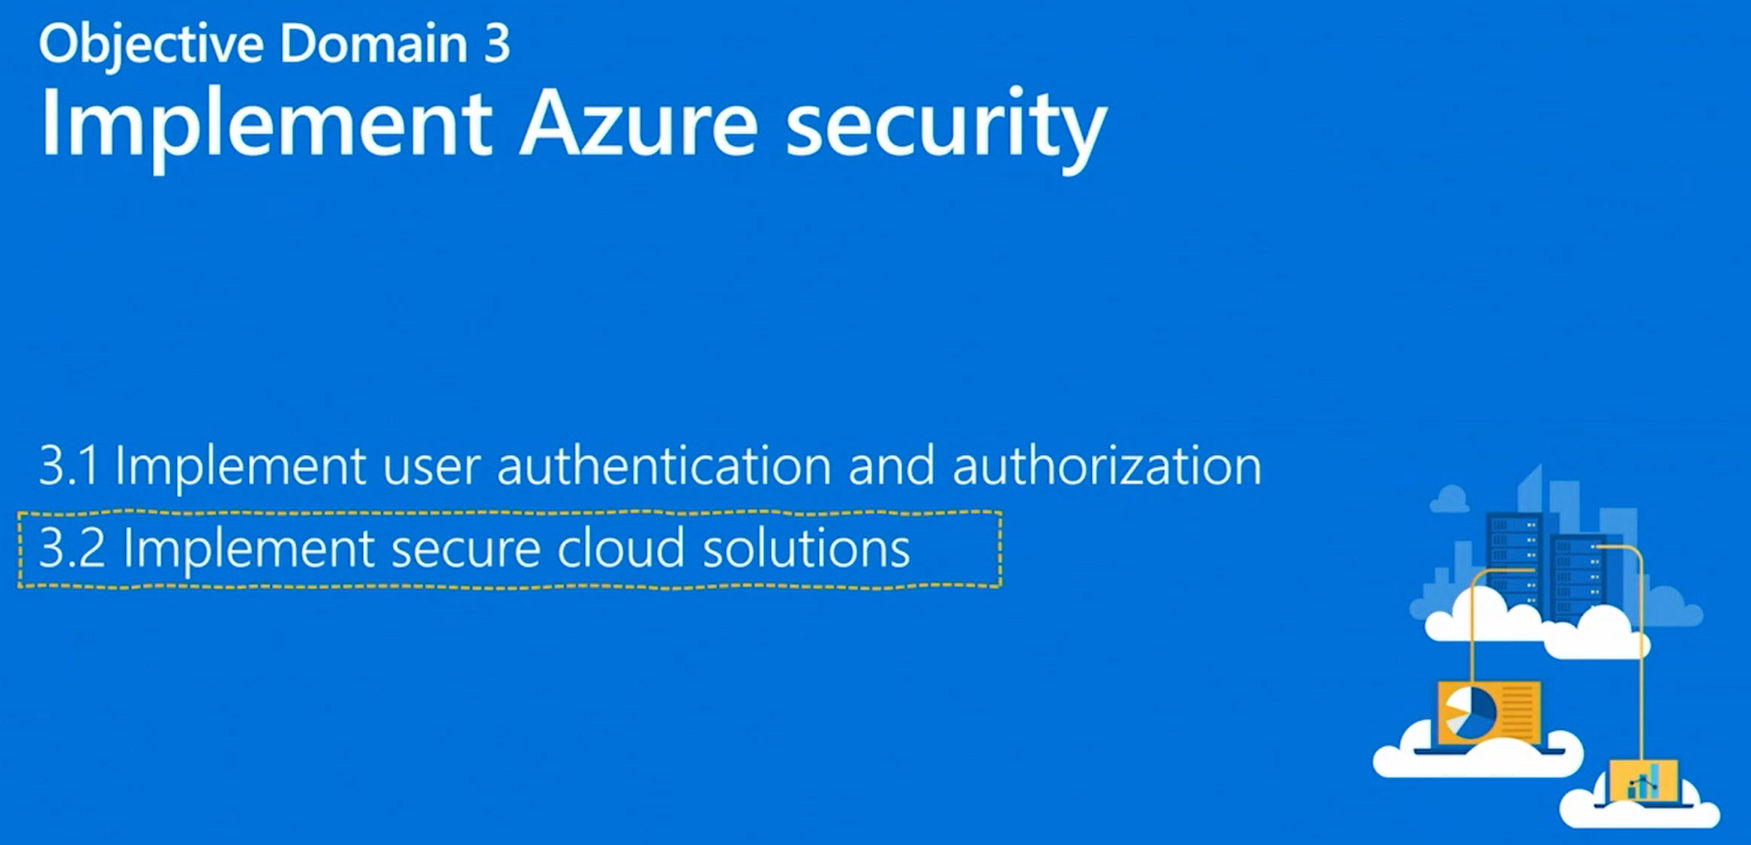 Objective Domain 3
Implement Azure security
3.1 Implement user authentication and authorization
3.2 Implement secure cloud solutions